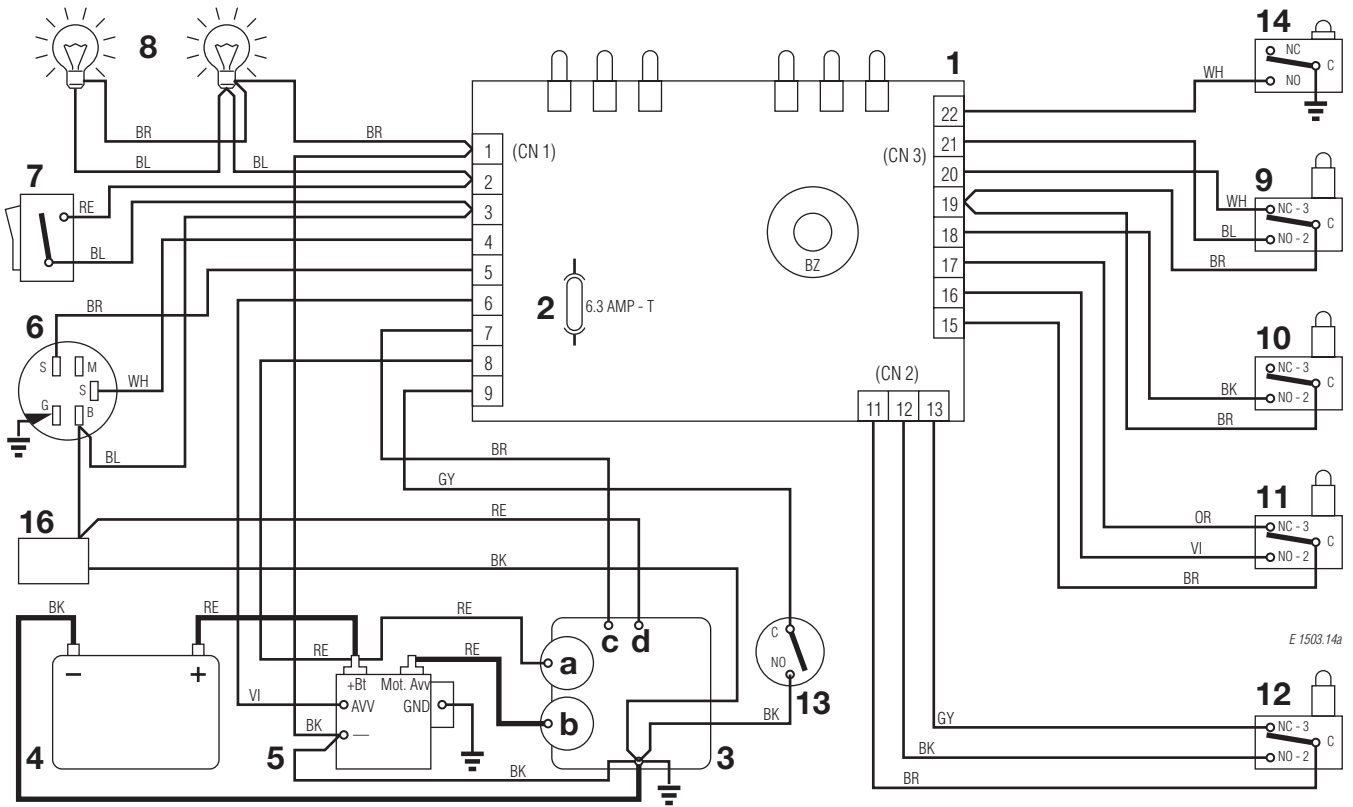 8
1
14
NC
C
NO
WH
22
BR
BR
1
(CN 1)
(CN 3)
21
BL
BL
2
20
7
RE
3
19
9
WH
NC - 3
C
BL
NO - 2
BR
BL
4
18
BZ
5
17
2
6.3 AMP - T
6
16
BR
6
7
15
10
S
M
8
NC - 3
C
S
WH
9
(CN 2)
BK
NO - 2
G
B
11
12
13
BR
BL
BR
GY
11
16
RE
OR
NC - 3
C
BK
VI
NO - 2
BR
BK
RE
RE
c
d
C
E 1503.14a
RE
RE
a
NO
–
+
+Bt
Mot. Avv
13
12
VI
AVV
GND
b
BK
GY
NC - 3
C
BK
—
BK
NO - 2
4
5
BK
3
BR